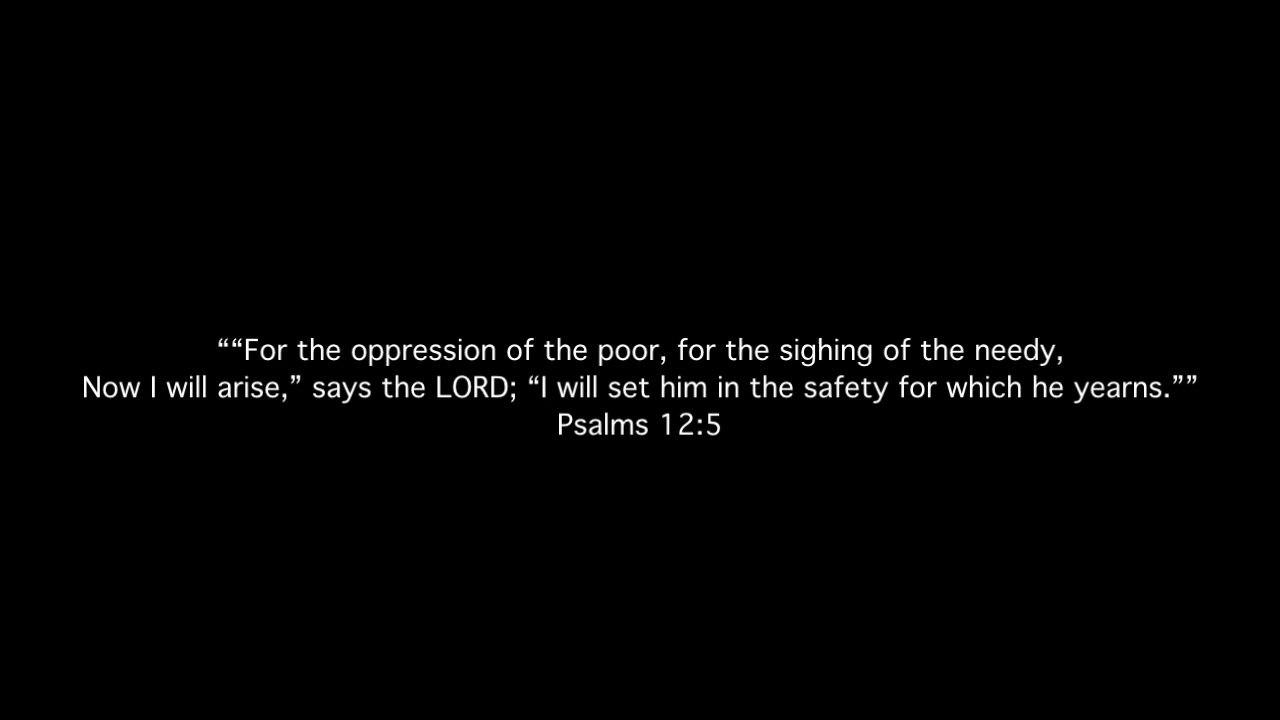 ““For the oppression of the poor, for the sighing of the needy,
Now I will arise,” says the LORD; “I will set him in the safety for which he yearns.””
Psalms 12:5